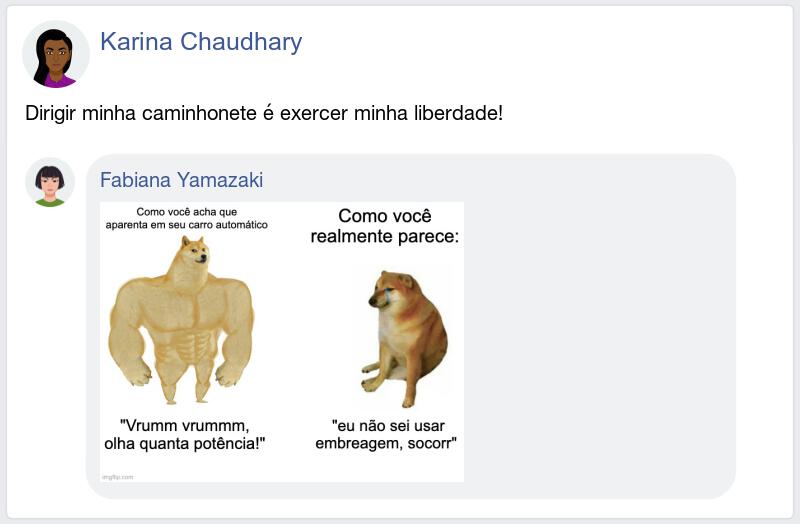 Karina Chaudhary
Dirigir minha caminhonete é exercer minha liberdade!
Fabiana Yamazaki
Como você acha que
aparenta em seu carro automático
Como você
realmente parece:
"Vrumm vrummm,
olha quanta potência!"
"eu não sei usar
embreagem, socorr"
imgflip.com